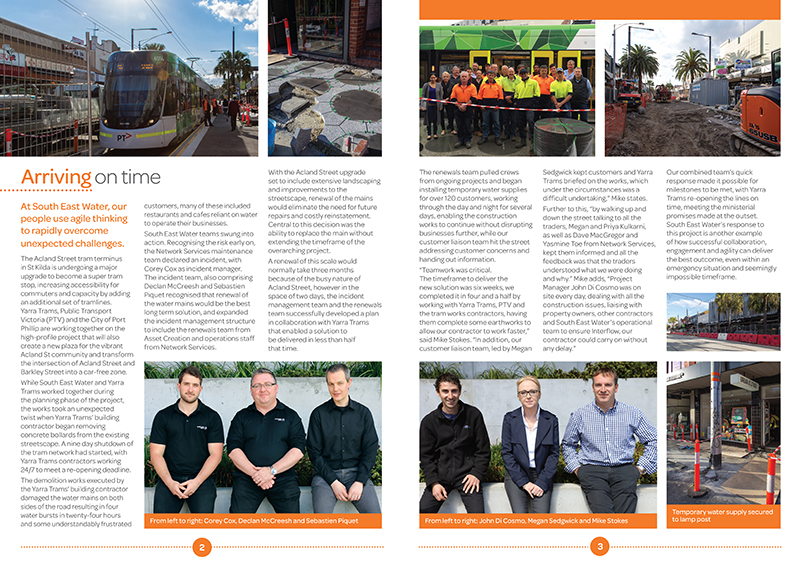 PTV
Arriving on time
At South East Water, our
people use agile thinking
to rapidly overcome
unexpected challenges.
The Acland Street tram terminus
in St Kilda is undergoing a major
upgrade to become a super tram
stop, increasing accessibility for
commuters and capacity by adding
an additional set of tramlines.
Yarra Trams, Public Transport
Victoria (PTV) and the City of Port
Phillip are working together on the
high-profile project that will also
create a new plaza for the vibrant
Acland St community and transform
the intersection of Acland Street and
Barkley Street into a car-free zone.
While South East Water and Yarra
Trams worked together during
the planning phase of the project,
the works took an unexpected
twist when Yarra Trams' building
contractor began removing
concrete bollards from the existing
streetscape. A nine day shutdown of
the tram network had started, with
Yarra Trams contractors working
24/7 to meet a re-opening deadline.
The demolition works executed by
the Yarra Trams' building contractor
damaged the water mains on both
sides of the road resulting in four
water bursts in twenty-four hours
and some understandably frustrated
customers, many of these included
restaurants and cafes reliant on water
to operate their businesses.
South East Water teams swung into
action. Recognising the risk early on,
the Network Services maintenance
team declared an incident, with
Corey Cox as incident manager.
The incident team, also comprising
Declan McCreesh and Sebastien
Piquet recognised that renewal of
the water mains would be the best
long term solution, and expanded
the incident management structure
to include the renewals team from
Asset Creation and operations staff
from Network Services.
With the Acland Street upgrade
set to include extensive landscaping
and improvements to the
streetscape, renewal of the mains
would eliminate the need for future
repairs and costly reinstatement.
Central to this decision was the
ability to replace the main without
extending the timeframe of the
overarching project.
A renewal of this scale would
normally take three months
because of the busy nature of
Acland Street, however in the
space of two days, the incident
management team and the renewals
team successfully developed a plan
in collaboration with Yarra Trams
that enabled a solution to
be delivered in less than half
that time.
From left to right: Corey Cox, Declan McCreesh and Sebastien Piquet
2
The renewals team pulled crews
from ongoing projects and began
installing temporary water supplies
for over 120 customers, working
through the day and night for several
days, enabling the construction
works to continue without disrupting
businesses further, while our
customer liaison team hit the street
addressing customer concerns and
handing out information.
"Teamwork was critical.
The timeframe to deliver the
new solution was six weeks, we
completed it in four and a half by
working with Yarra Trams, PTV and
the tram works contractors, having
them complete some earthworks to
allow our contractor to work faster,"
said Mike Stokes. "In addition, our
customer liaison team, led by Megan
Sedgwick kept customers and Yarra
Trams briefed on the works, which
under the circumstances was a
difficult undertaking," Mike states.
Further to this, "by walking up and
down the street talking to all the
traders, Megan and Priya Kulkarni,
as well as Dave MacGregor and
Yasmine Toe from Network Services,
kept them informed and all the
feedback was that the traders
understood what we were doing
and why." Mike adds, "Project
Manager John Di Cosmo was on
site every day, dealing with all the
construction issues, liaising with
property owners, other contractors
and South East Water's operational
team to ensure Interflow, our
contractor could carry on without
any delay."
Our combined team's quick
response made it possible for
milestones to be met, with Yarra
Trams re-opening the lines on
time, meeting the ministerial
promises made at the outset.
South East Water's response to
this project is another example
of how successful collaboration,
engagement and agility can deliver
the best outcome, even within an
emergency situation and seemingly
impossible timeframe.
65USB
From left to right: John Di Cosmo, Megan Sedgwick and Mike Stokes
Temporary water supply secured
to lamp post
3